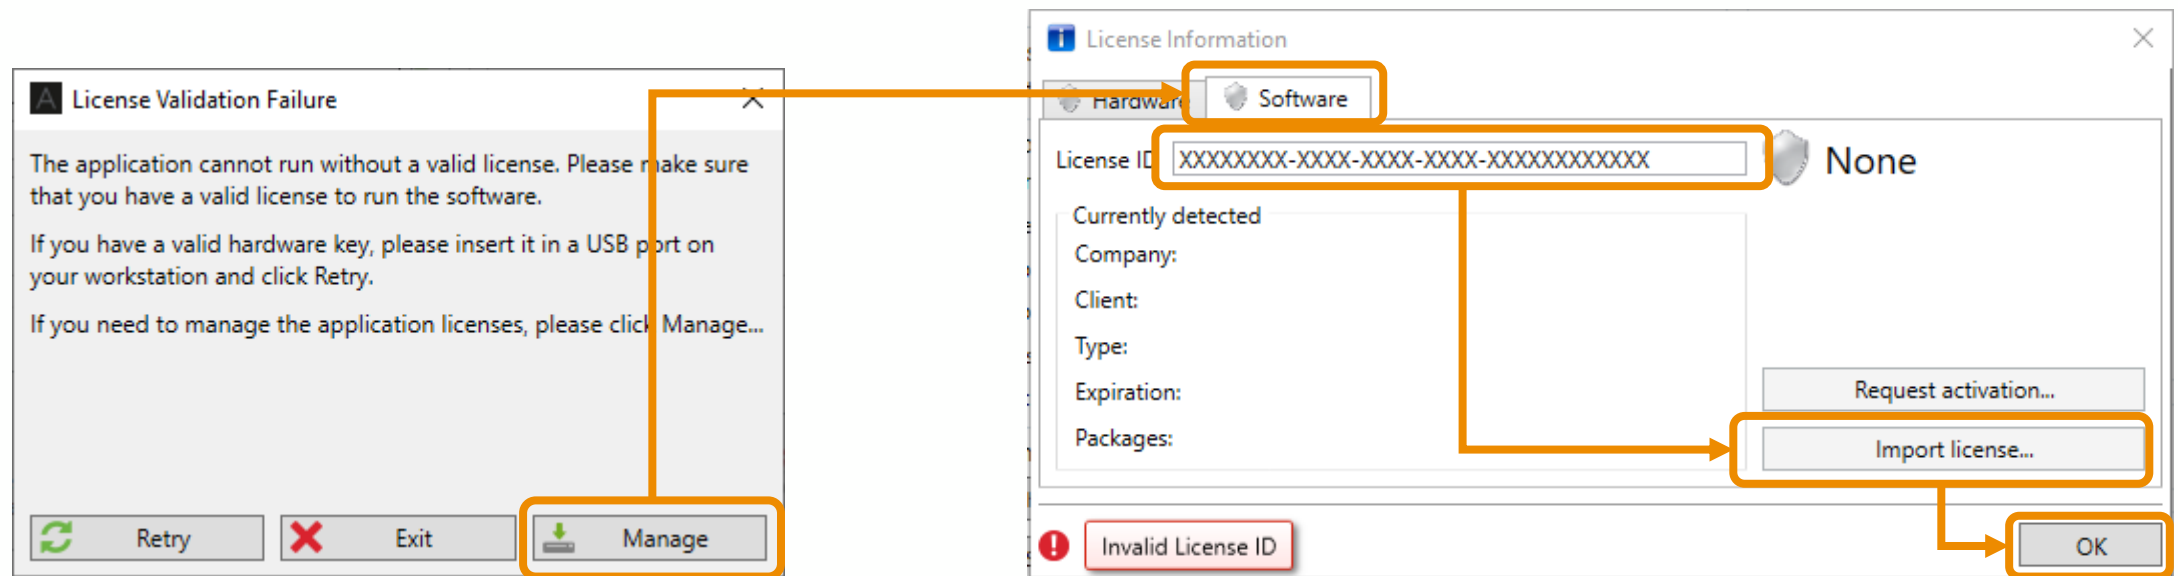 License Validation Failure
The application cannot run without a valid license. Please make sure
that you have a valid license to run the software.
If you have a valid hardware key, please insert it in a USB port on
your workstation and click Retry.
If you need to manage the application licenses, please click Manage...
Retry
Exit
Manage
License Information
Hardware
Software
License ID
XXXXXXXX-XXXX-XXXX-XXXX-XXXXXXXXXXXX
None
Currently detected
Company:
Client:
Type:
Expiration:
Packages:
Request activation...
Import license...
Invalid License ID
OK